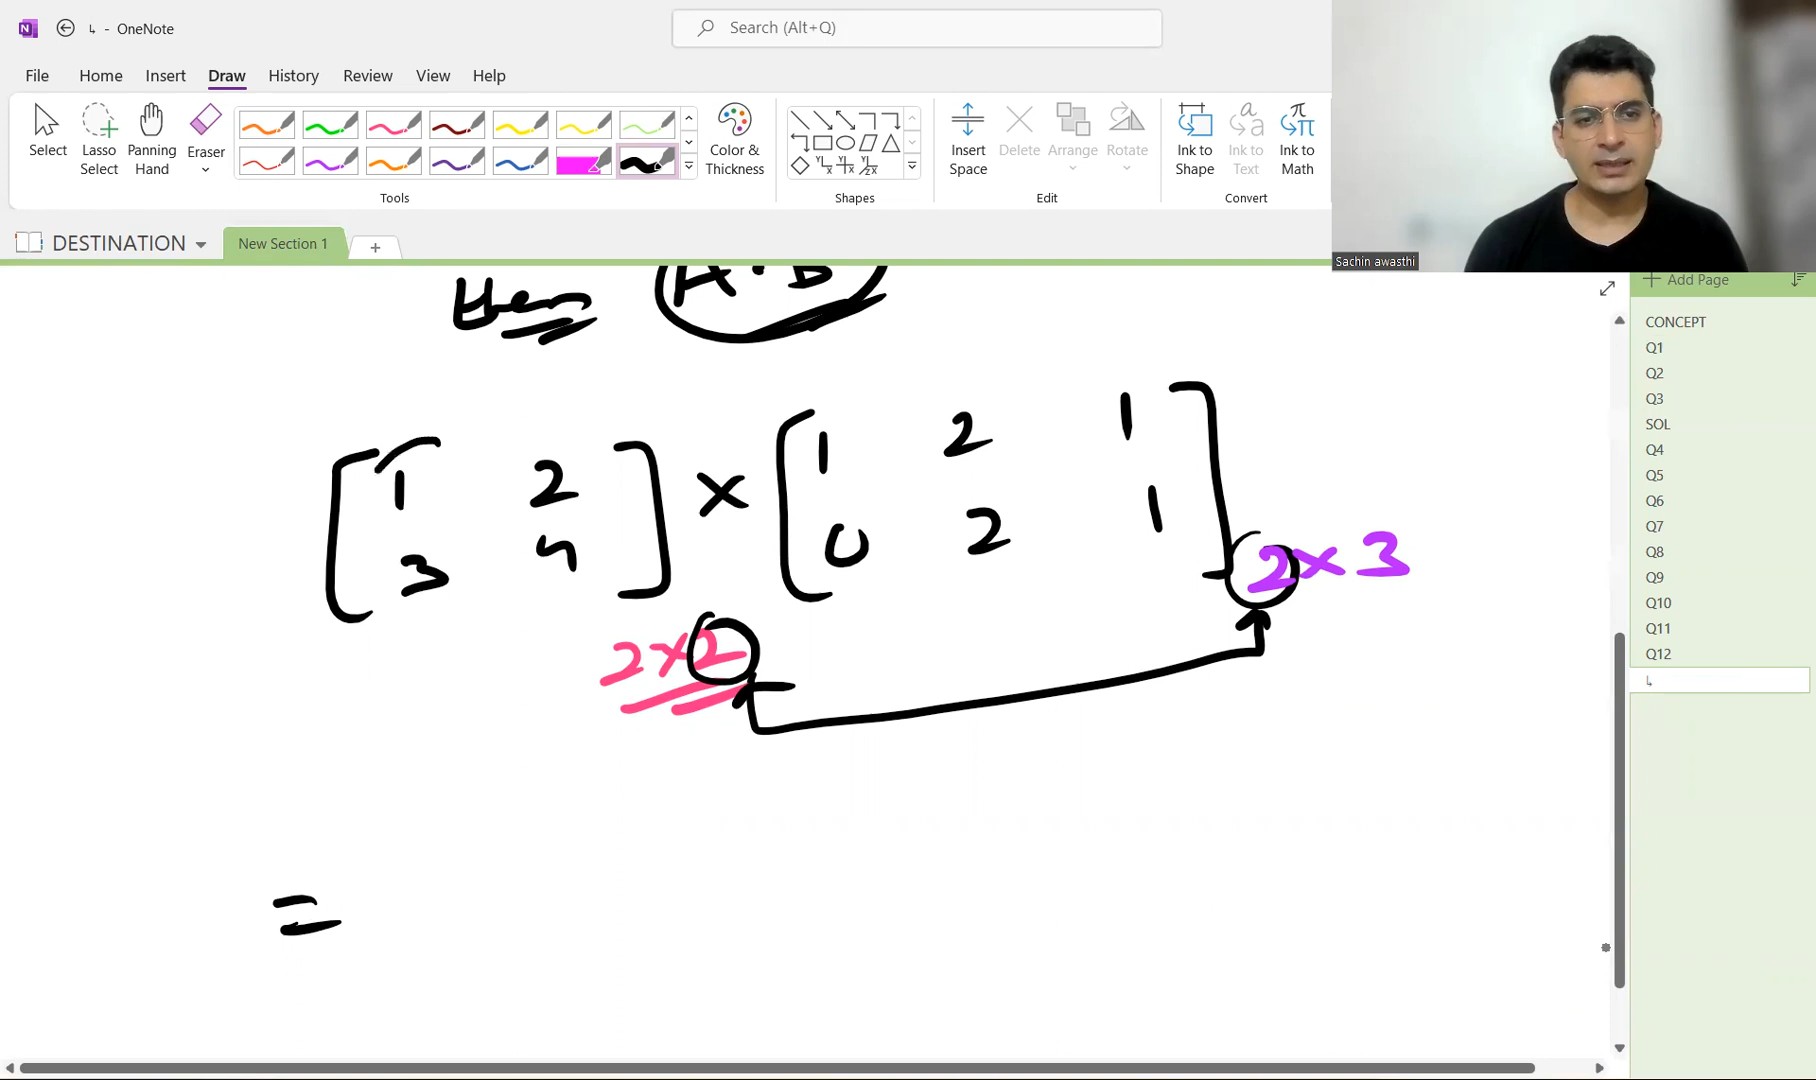 ↳ - OneNote
Search (Alt+Q)
File Home Insert Draw History Review View Help
Select
Lasso Select
Panning Hand
Eraser
Color & Thickness
Insert Space
Delete
Arrange
Rotate
Ink to Shape
Ink to Text
Ink to Math
Tools
Shapes
Edit
Convert
Sachin awasthi
DESTINATION
New Section 1
+
Add Page
CONCEPT
Q1
Q2
Q3
SOL
Q4
Q5
Q6
Q7
Q8
Q9
Q10
Q11
Q12
↳
then A·B
[1 2 × [1 2 1]
3 4] 0 2 1] 2×3
2×2
=